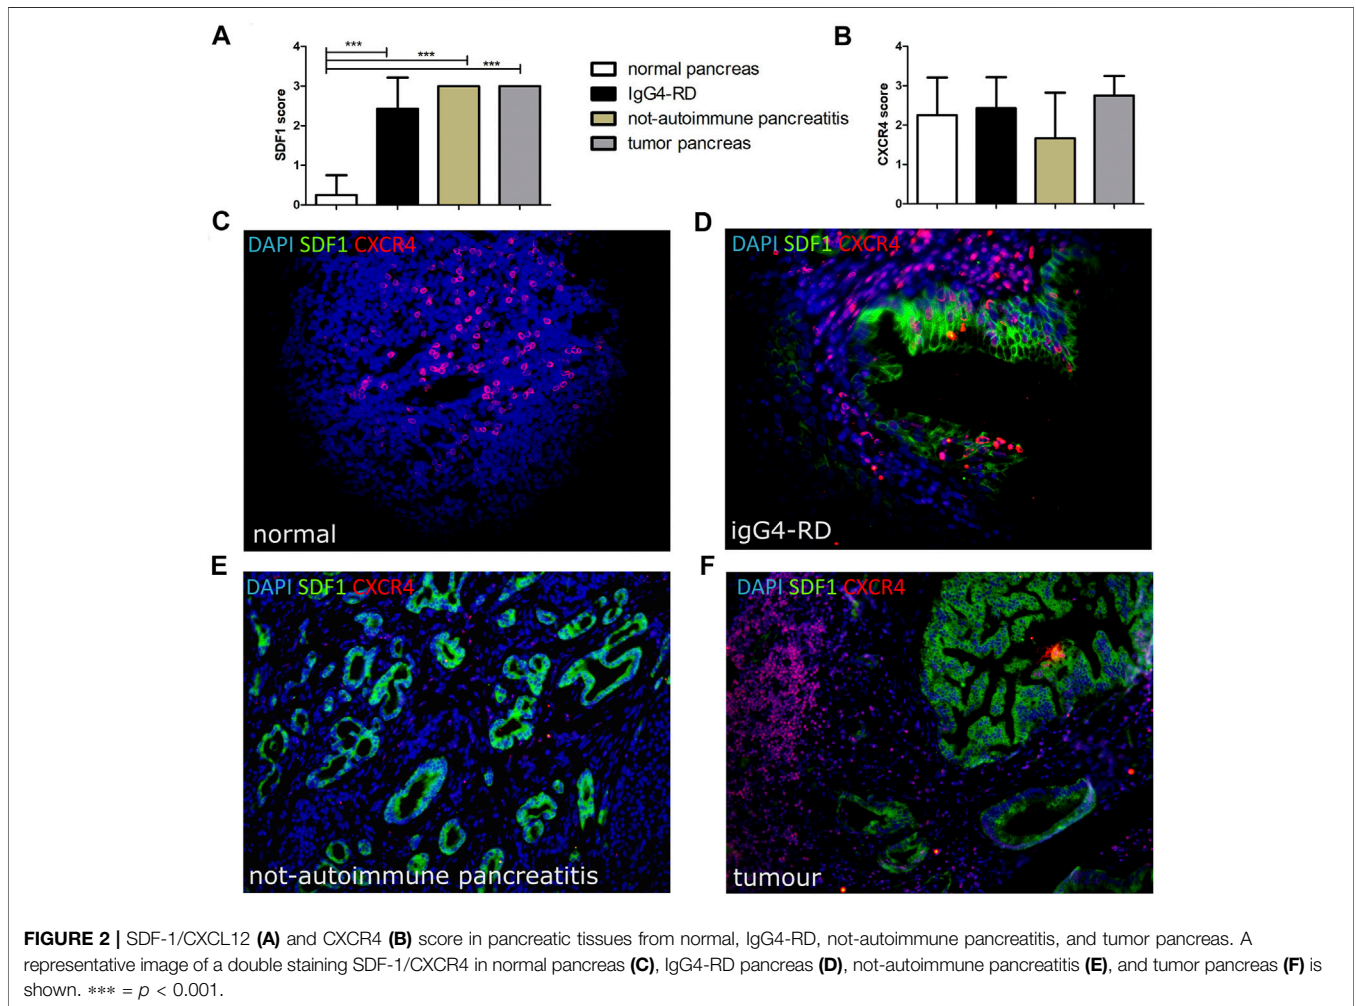 A
B
4
3
2
1
0
SDF1 score
***
***
***
normal pancreas
IgG4-RD
not-autoimmune pancreatitis
tumor pancreas
4
3
2
1
0
CXCR4 score
C
DAPI SDF1 CXCR4
normal
D
DAPI SDF1 CXCR4
igG4-RD
E
DAPI SDF1 CXCR4
not-autoimmune pancreatitis
F
DAPI SDF1 CXCR4
tumour
FIGURE 2 | SDF-1/CXCL12 (A) and CXCR4 (B) score in pancreatic tissues from normal, IgG4-RD, not-autoimmune pancreatitis, and tumor pancreas. A
representative image of a double staining SDF-1/CXCR4 in normal pancreas (C), IgG4-RD pancreas (D), not-autoimmune pancreatitis (E), and tumor pancreas (F) is
shown. *** = p < 0.001.